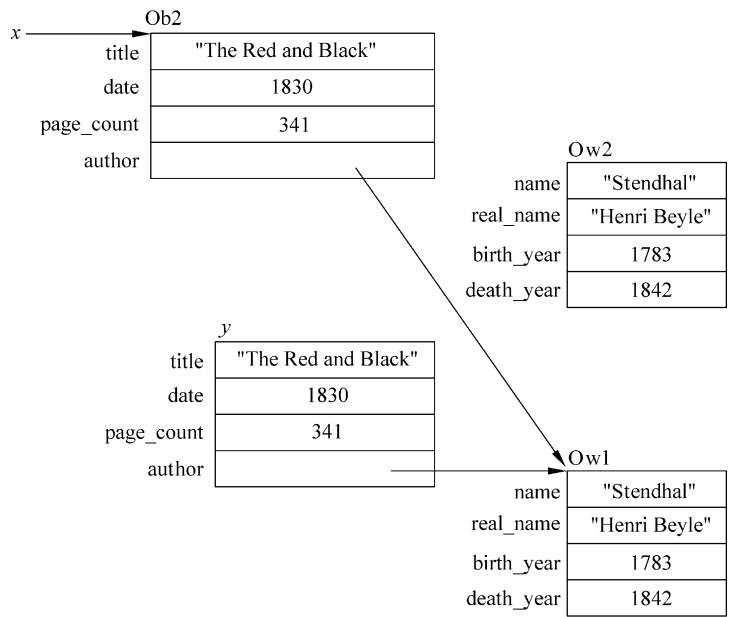 Ob2
x
title "The Red and Black"
date 1830
page_count 341
author
Ow2
name "Stendhal"
real_name "Henri Beyle"
birth_year 1783
death_year 1842
y
title "The Red and Black"
date 1830
page_count 341
author
Ow1
name "Stendhal"
real_name "Henri Beyle"
birth_year 1783
death_year 1842